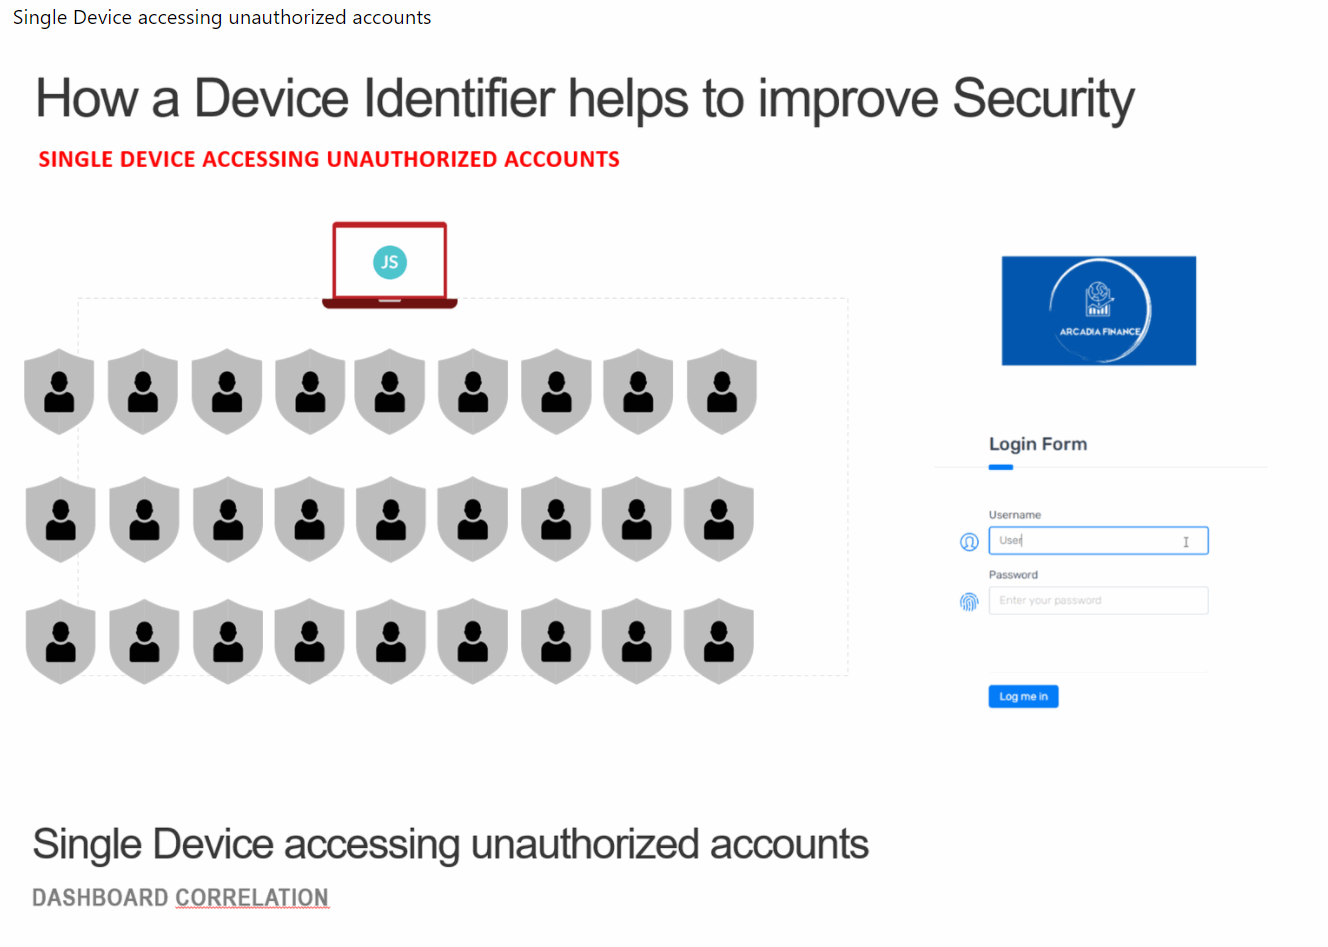 Single Device accessing unauthorized accounts
How a Device Identifier helps to improve Security
SINGLE DEVICE ACCESSING UNAUTHORIZED ACCOUNTS
JS
ARCADIA FINANCE
Login Form
Username
User
Password
Enter your password
Log me in
Single Device accessing unauthorized accounts
DASHBOARD CORRELATION